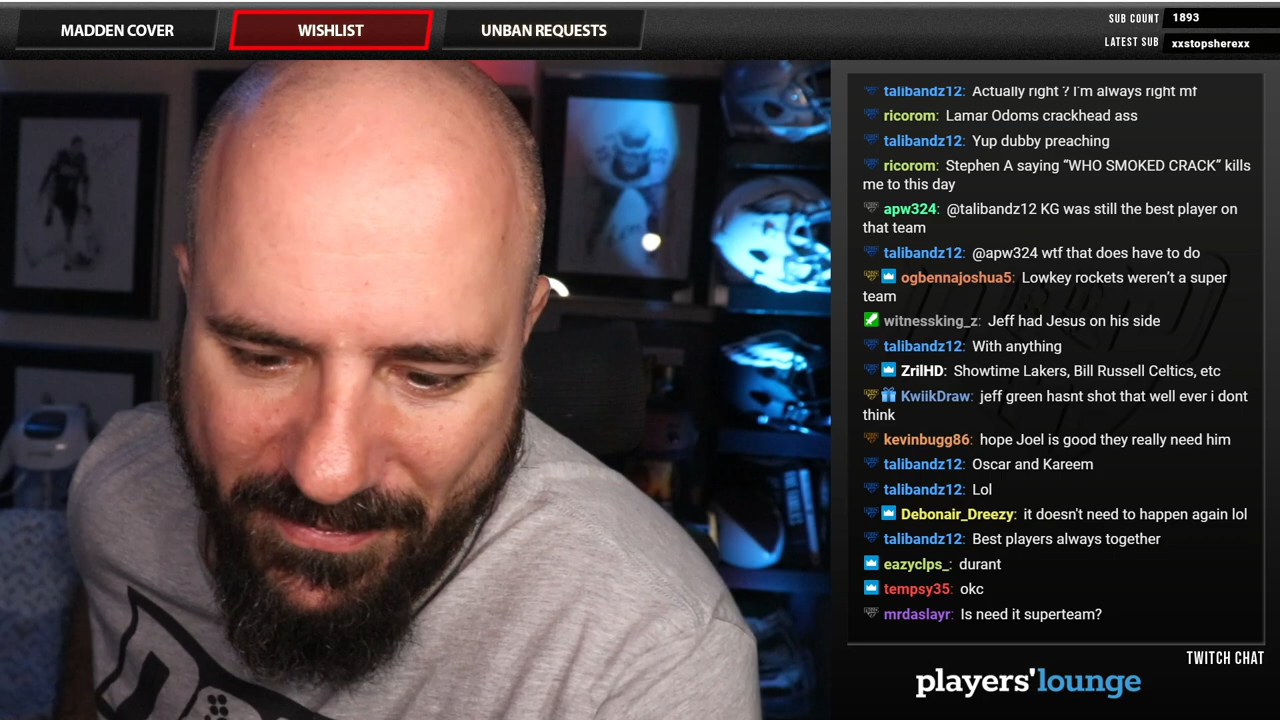 MADDEN COVER
WISHLIST
UNBAN REQUESTS
SUB COUNT 1893
LATEST SUB xxstopsherexx
talibandz12: Actually right ? I'm always right mf
ricorom: Lamar Odoms crackhead ass
talibandz12: Yup dubby preaching
ricorom: Stephen A saying “WHO SMOKED CRACK” kills
me to this day
apw324: @talibandz12 KG was still the best player on
that team
talibandz12: @apw324 wtf that does have to do
ogbennajoshua5: Lowkey rockets weren’t a super
team
witnessking_z: Jeff had Jesus on his side
talibandz12: With anything
ZrilHD: Showtime Lakers, Bill Russell Celtics, etc
KwiikDraw: jeff green hasnt shot that well ever i dont
think
kevinbugg86: hope Joel is good they really need him
talibandz12: Oscar and Kareem
talibandz12: Lol
Debonair_Dreezy: it doesn't need to happen again lol
talibandz12: Best players always together
eazyclps_: durant
tempsy35: okc
mrdaslayr: Is need it superteam?
TWITCH CHAT
players'lounge